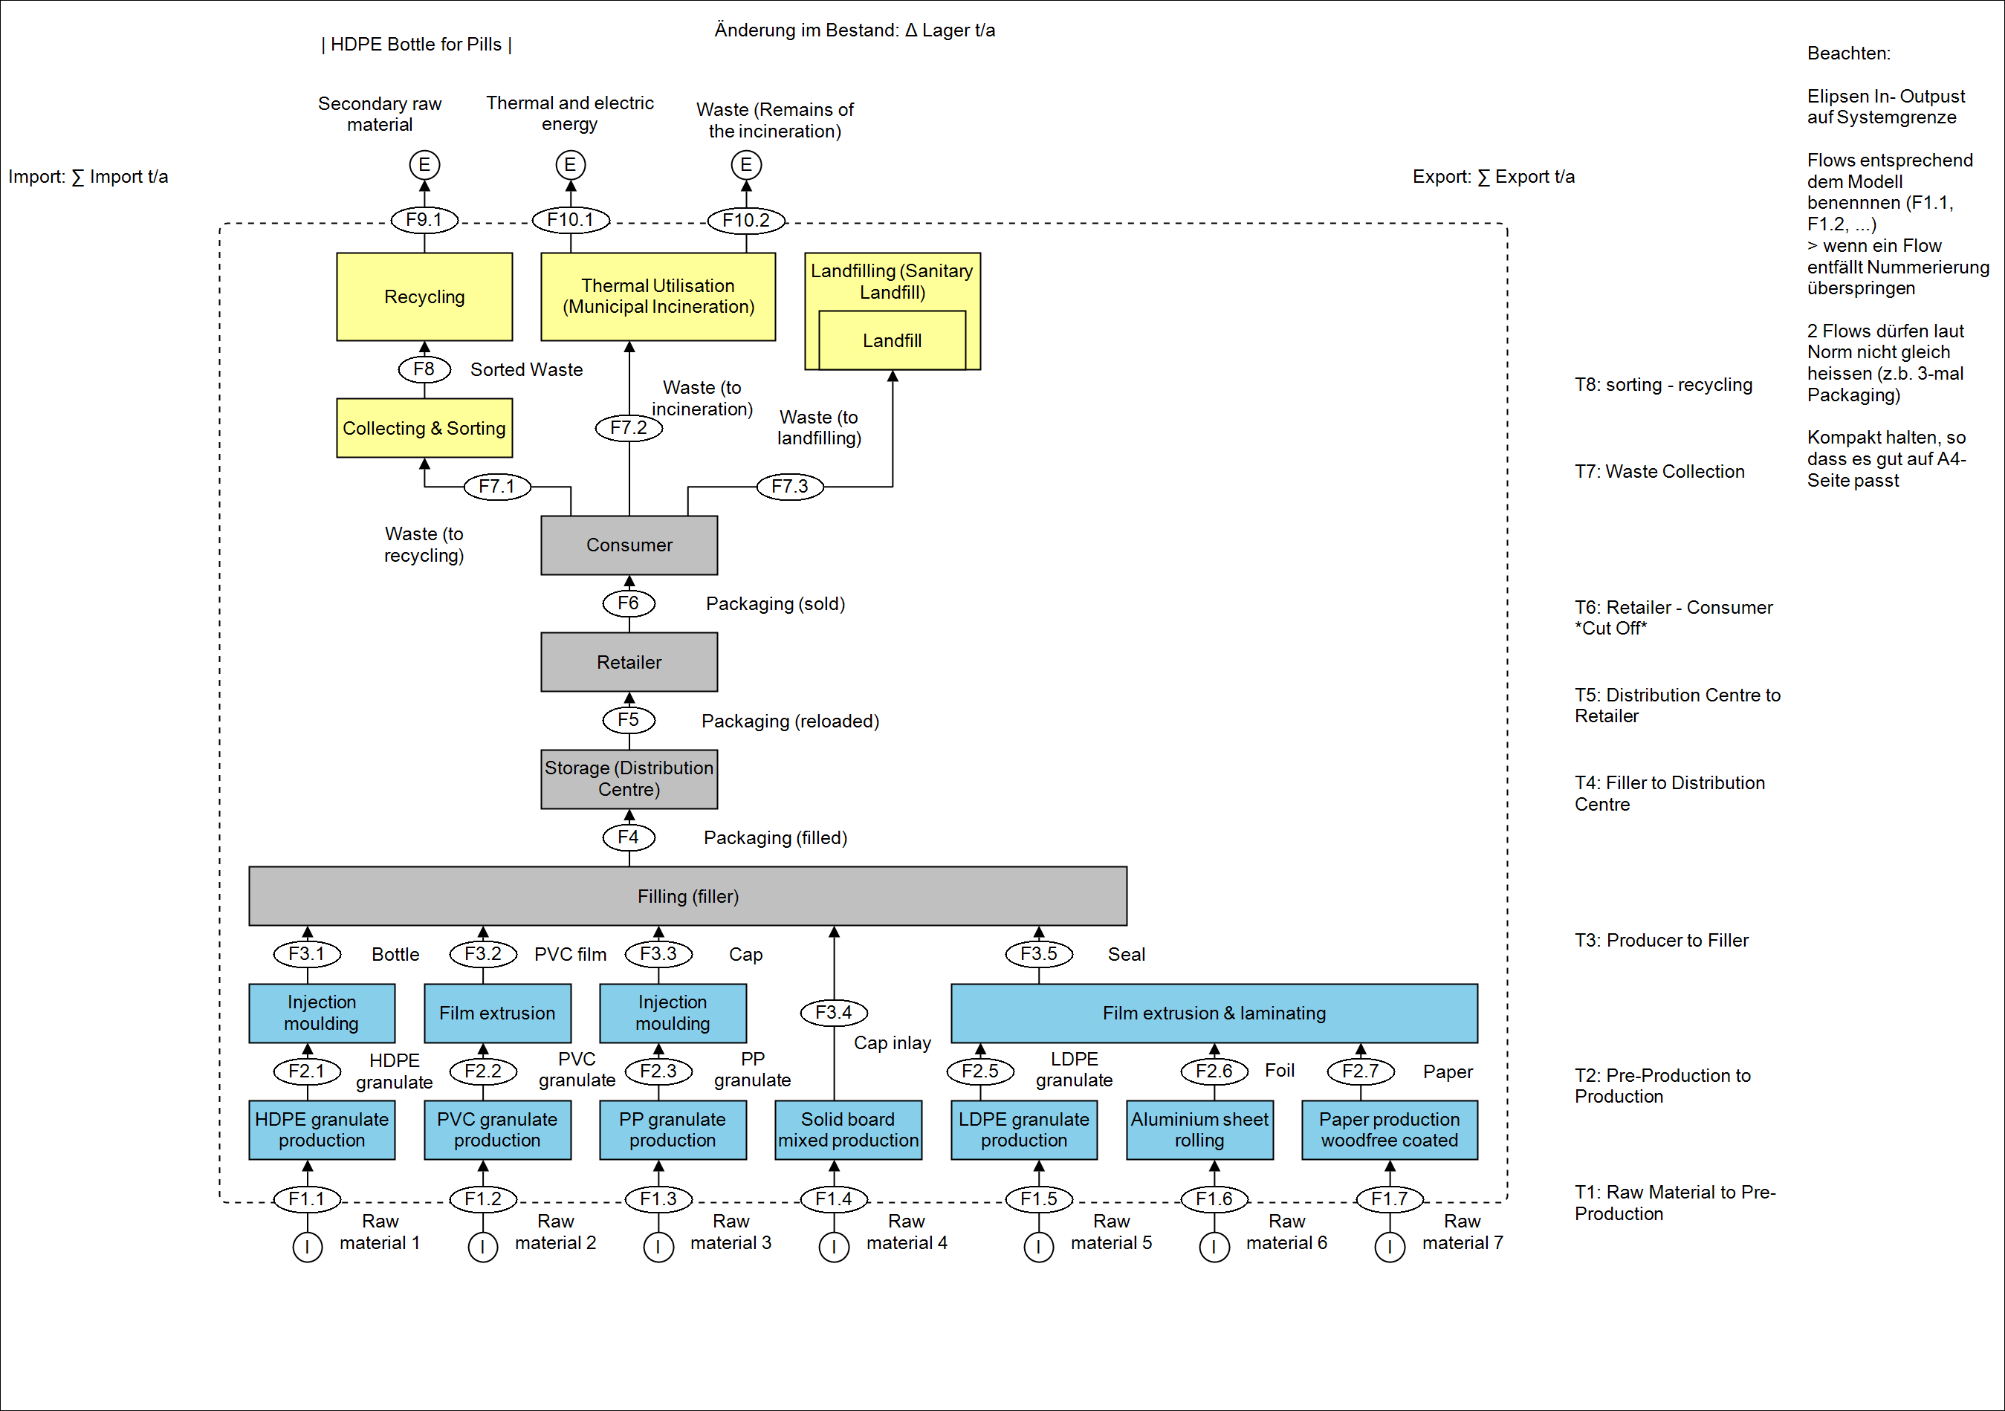 Änderung im Bestand: Δ Lager t/a
| HDPE Bottle for Pills |
Secondary raw
material
Thermal and electric
energy
Waste (Remains of
the incineration)
E
E
E
Import: ∑ Import t/a
Export: ∑ Export t/a
F9.1
F10.1
F10.2
Recycling
Thermal Utilisation
(Municipal Incineration)
Landfilling (Sanitary
Landfill)
Landfill
F8
Sorted Waste
Collecting & Sorting
Waste (to
incineration)
F7.2
Waste (to
landfilling)
F7.1
F7.3
Waste (to
recycling)
Consumer
F6
Packaging (sold)
Retailer
F5
Packaging (reloaded)
Storage (Distribution
Centre)
F4
Packaging (filled)
Filling (filler)
F3.1
Bottle
F3.2
PVC film
F3.3
Cap
F3.5
Seal
Injection
moulding
Film extrusion
Injection
moulding
F3.4
Cap inlay
Film extrusion & laminating
F2.1
HDPE
granulate
F2.2
PVC
granulate
F2.3
PP
granulate
F2.5
LDPE
granulate
F2.6
Foil
F2.7
Paper
HDPE granulate
production
PVC granulate
production
PP granulate
production
Solid board
mixed production
LDPE granulate
production
Aluminium sheet
rolling
Paper production
woodfree coated
F1.1
F1.2
F1.3
F1.4
F1.5
F1.6
F1.7
I
Raw
material 1
I
Raw
material 2
I
Raw
material 3
I
Raw
material 4
I
Raw
material 5
I
Raw
material 6
I
Raw
material 7
T8: sorting - recycling
T7: Waste Collection
T6: Retailer - Consumer
*Cut Off*
T5: Distribution Centre to
Retailer
T4: Filler to Distribution
Centre
T3: Producer to Filler
T2: Pre-Production to
Production
T1: Raw Material to Pre-
Production
Beachten:
Elipsen In- Outpust
auf Systemgrenze
Flows entsprechend
dem Modell
benennnen (F1.1,
F1.2, ...)
> wenn ein Flow
entfällt Nummerierung
überspringen
2 Flows dürfen laut
Norm nicht gleich
heissen (z.b. 3-mal
Packaging)
Kompakt halten, so
dass es gut auf A4-
Seite passt